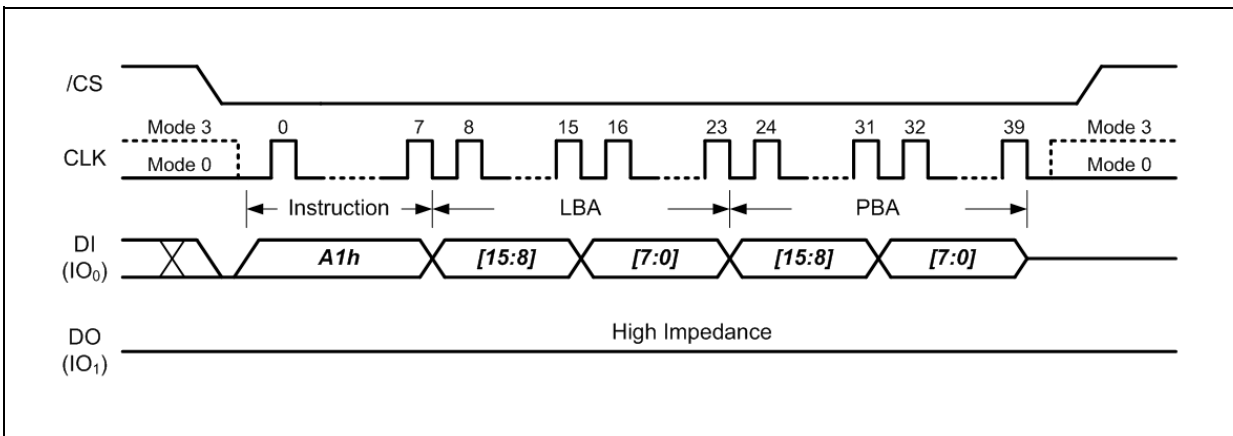 /CS
Mode 3 0 7 8 15 16 23 24 31 32 39 Mode 3
CLK Mode 0 Mode 0
Instruction LBA PBA
DI
(IO₀)
A1h [15:8] [7:0] [15:8] [7:0]
DO
(IO₁)
High Impedance